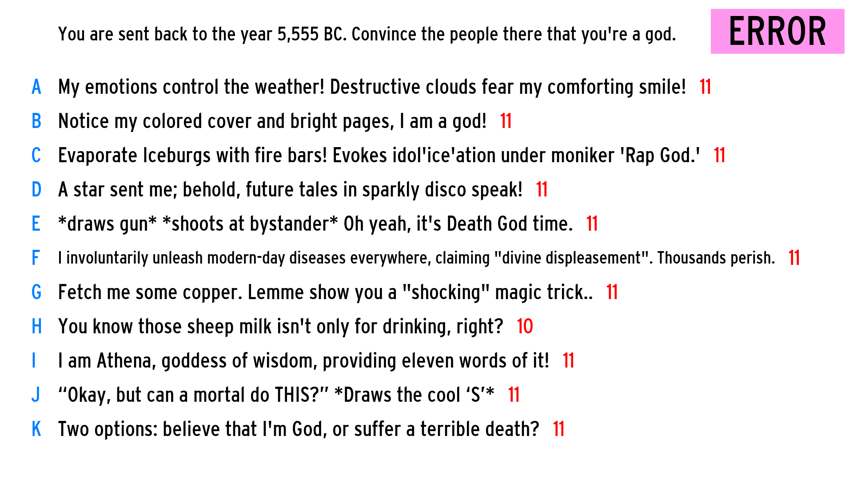 You are sent back to the year 5,555 BC. Convince the people there that you're a god.
ERROR
A My emotions control the weather! Destructive clouds fear my comforting smile! 11
B Notice my colored cover and bright pages, I am a god! 11
C Evaporate Iceburgs with fire bars! Evokes idol'ice'ation under moniker 'Rap God.' 11
D A star sent me; behold, future tales in sparkly disco speak! 11
E *draws gun* *shoots at bystander* Oh yeah, it's Death God time. 11
F I involuntarily unleash modern-day diseases everywhere, claiming "divine displeasement". Thousands perish. 11
G Fetch me some copper. Lemme show you a "shocking" magic trick.. 11
H You know those sheep milk isn't only for drinking, right? 10
I I am Athena, goddess of wisdom, providing eleven words of it! 11
J “Okay, but can a mortal do THIS?” *Draws the cool ‘S’* 11
K Two options: believe that I'm God, or suffer a terrible death? 11